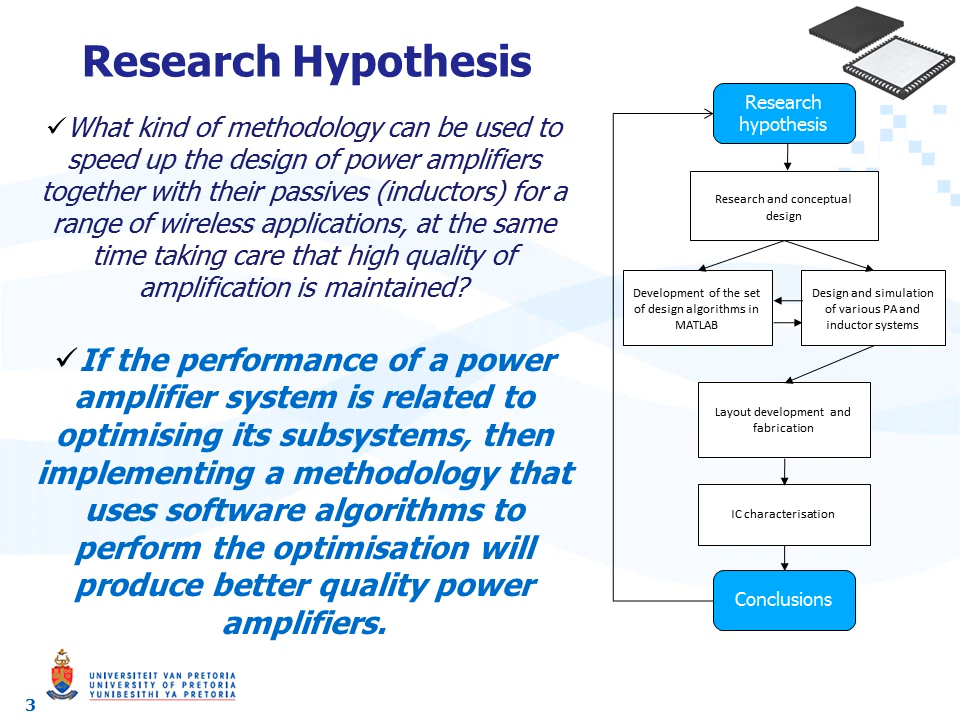 Research Hypothesis
✓What kind of methodology can be used to
speed up the design of power amplifiers
together with their passives (inductors) for a
range of wireless applications, at the same
time taking care that high quality of
amplification is maintained?
✓If the performance of a power
amplifier system is related to
optimising its subsystems, then
implementing a methodology that
uses software algorithms to
perform the optimisation will
produce better quality power
amplifiers.
Research
hypothesis
Research and conceptual
design
Development of the set
of design algorithms in
MATLAB
Design and simulation
of various PA and
inductor systems
Layout development and
fabrication
IC characterisation
Conclusions
UNIVERSITEIT VAN PRETORIA
UNIVERSITY OF PRETORIA
YUNIBESITHI YA PRETORIA
3